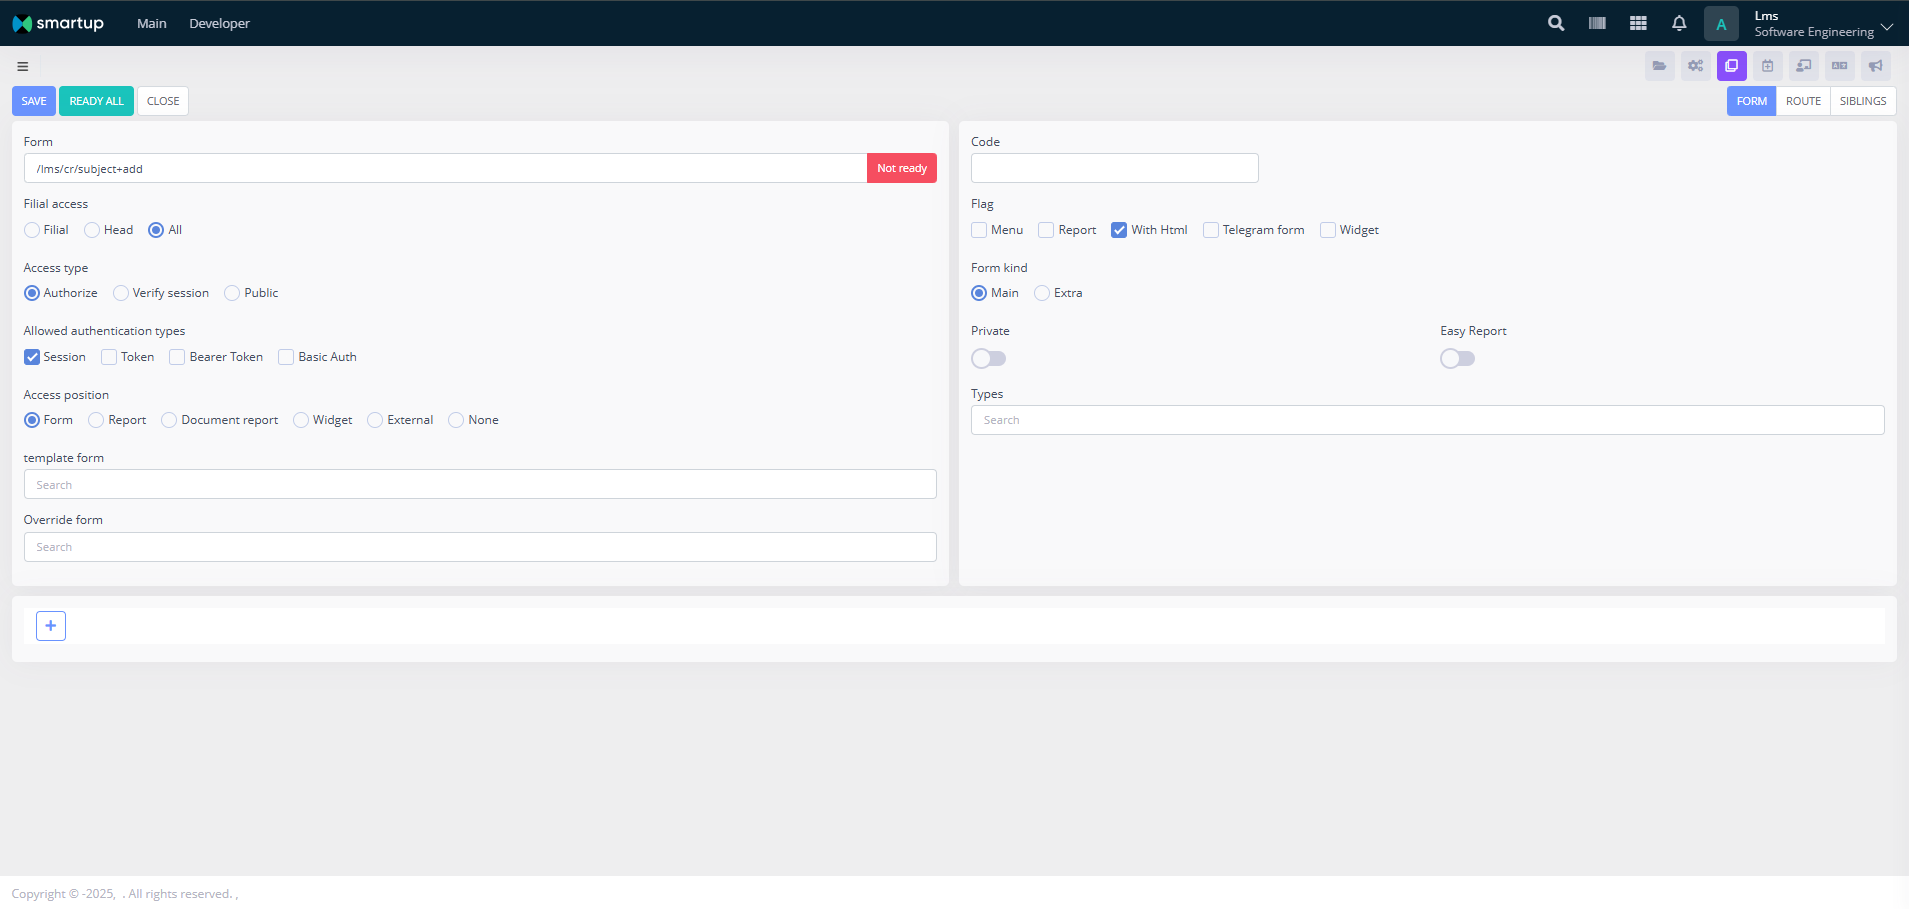 smartup Main Developer
A
Lms
Software Engineering
SAVE READY ALL CLOSE
FORM ROUTE SIBLINGS
Form
/lms/cr/subject+add Not ready
Filial access
Filial Head All
Access type
Authorize Verify session Public
Allowed authentication types
Session Token Bearer Token Basic Auth
Access position
Form Report Document report Widget External None
template form
Search
Override form
Search
Code
Flag
Menu Report With Html Telegram form Widget
Form kind
Main Extra
Private Easy Report
Types
Search
+
Copyright © -2025, . All rights reserved. ,